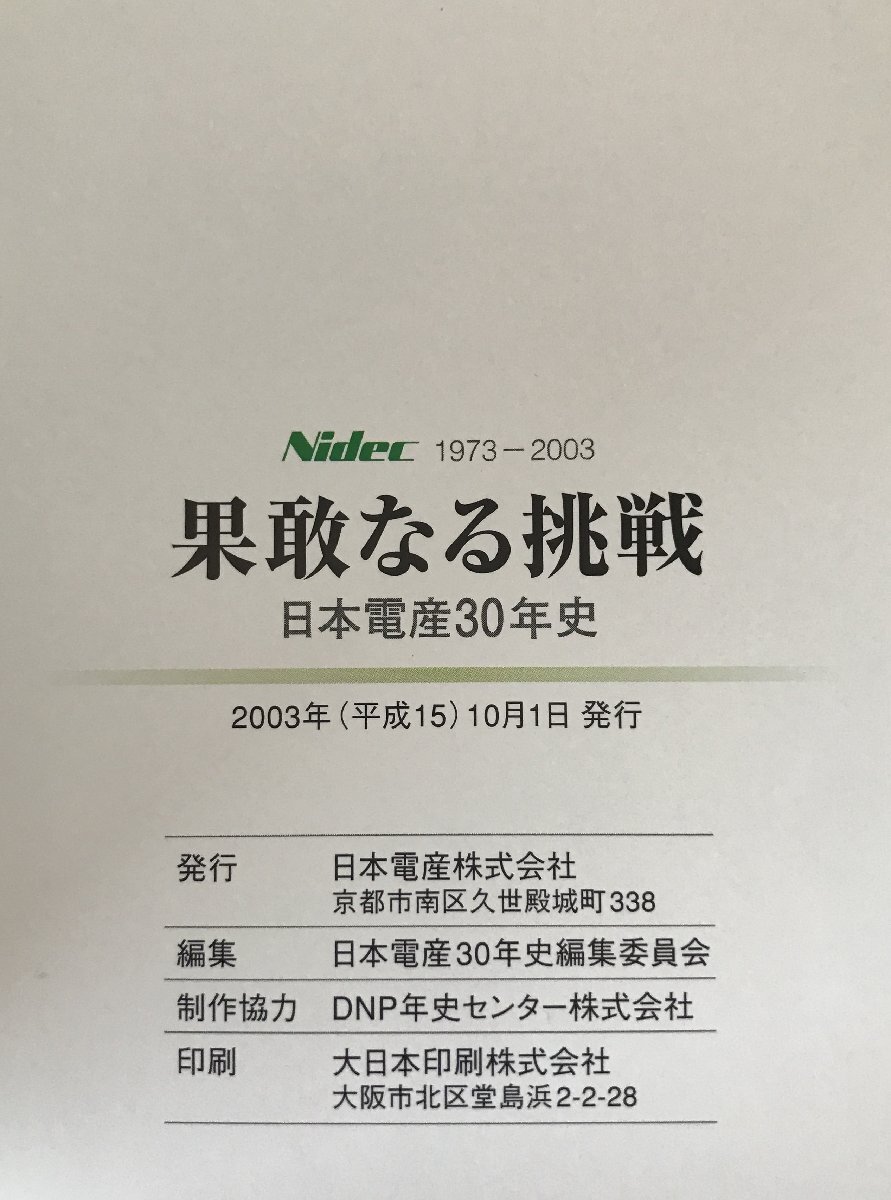 Nidec 1973－2003
果敢なる挑戦
日本電産30年史
2003年（平成15）10月1日 発行
発行 日本電産株式会社
京都市南区久世殿城町338
編集 日本電産30年史編集委員会
制作協力 DNP年史センター株式会社
印刷 大日本印刷株式会社
大阪市北区堂島浜2-2-28